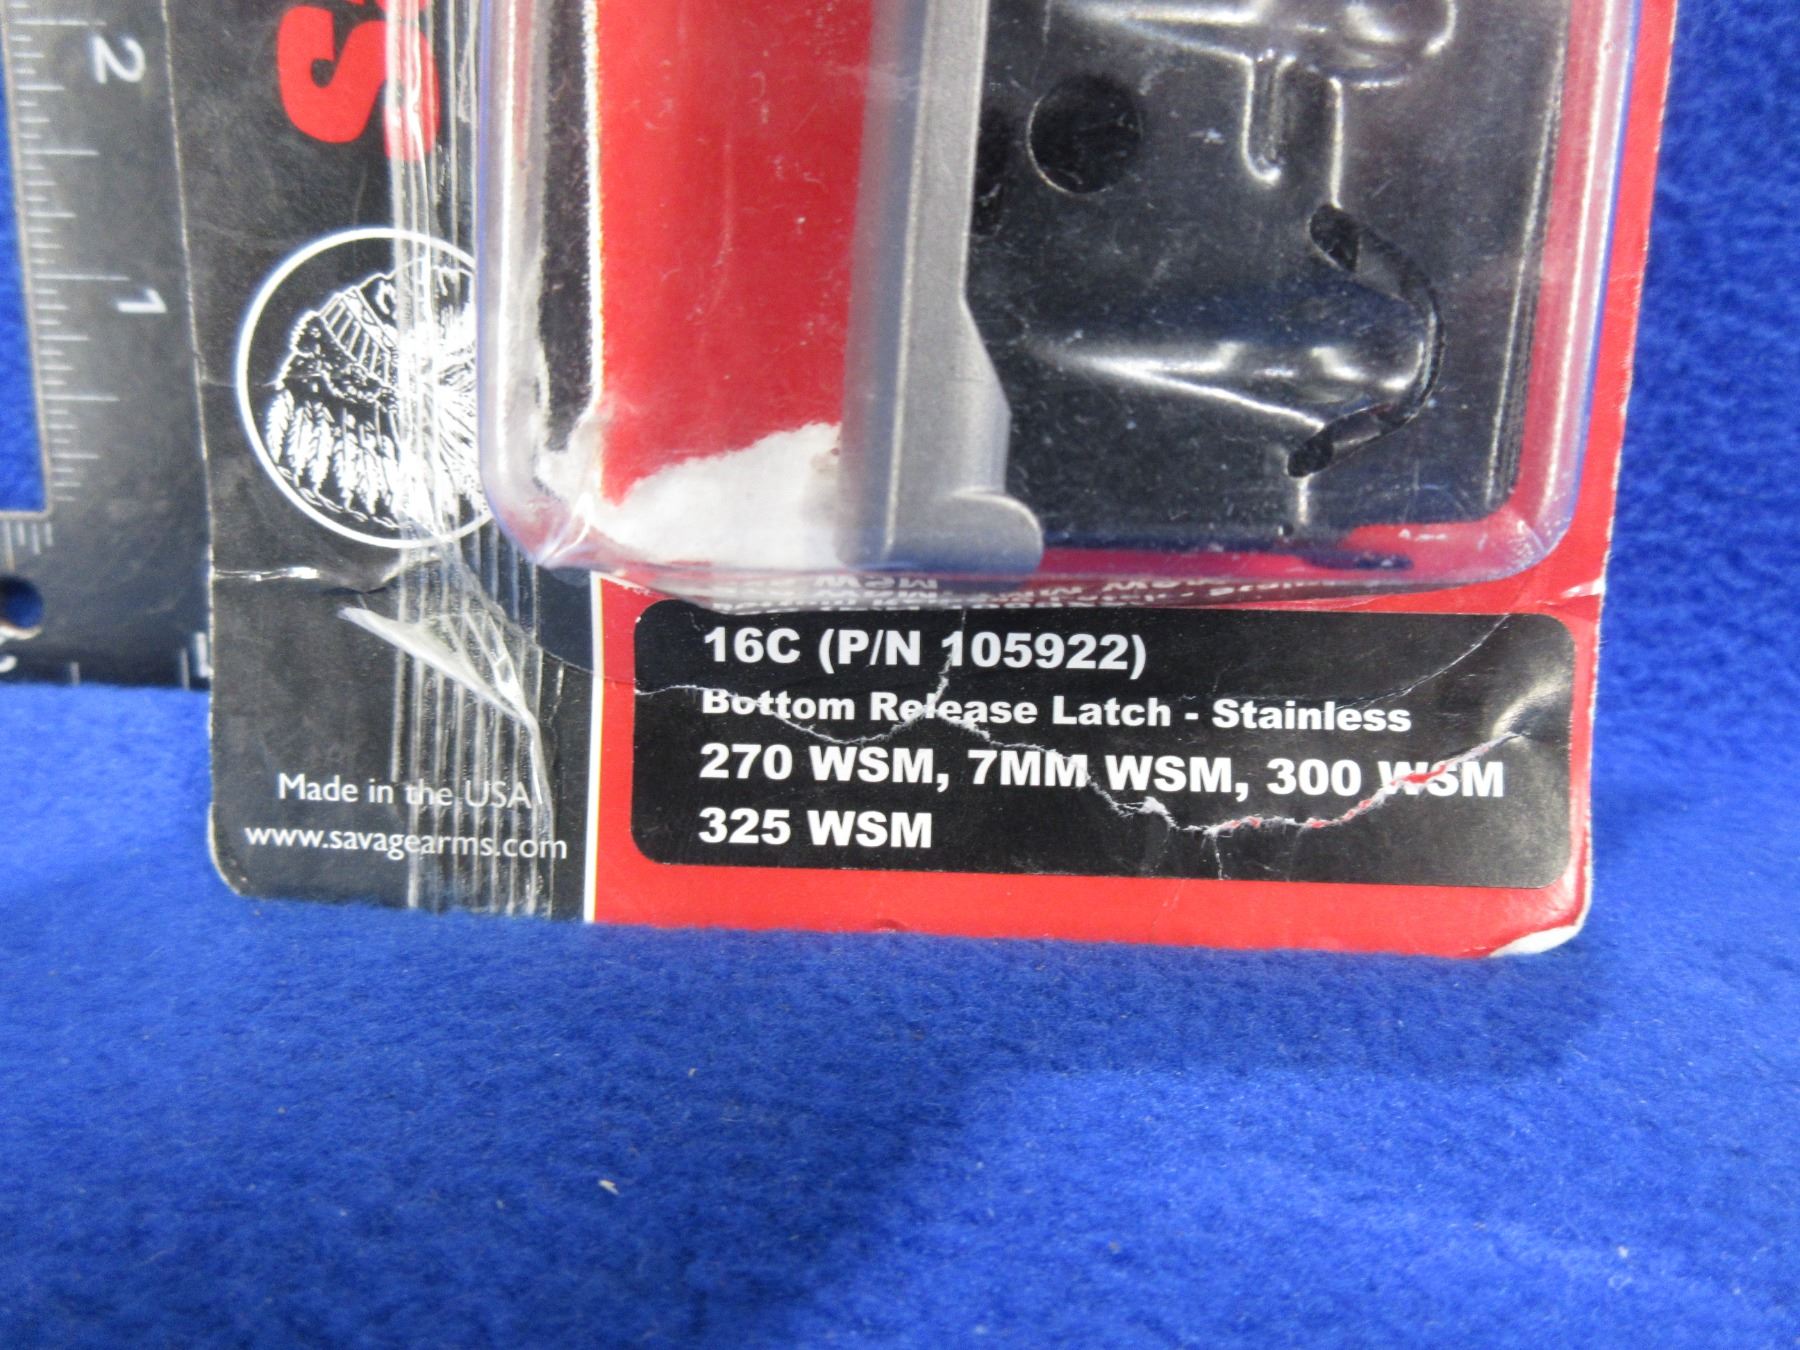 2
1
16C (P/N 105922)
Bottom Release Latch - Stainless
270 WSM, 7MM WSM, 300 WSM
325 WSM
Made in the USA
www.savagearms.com